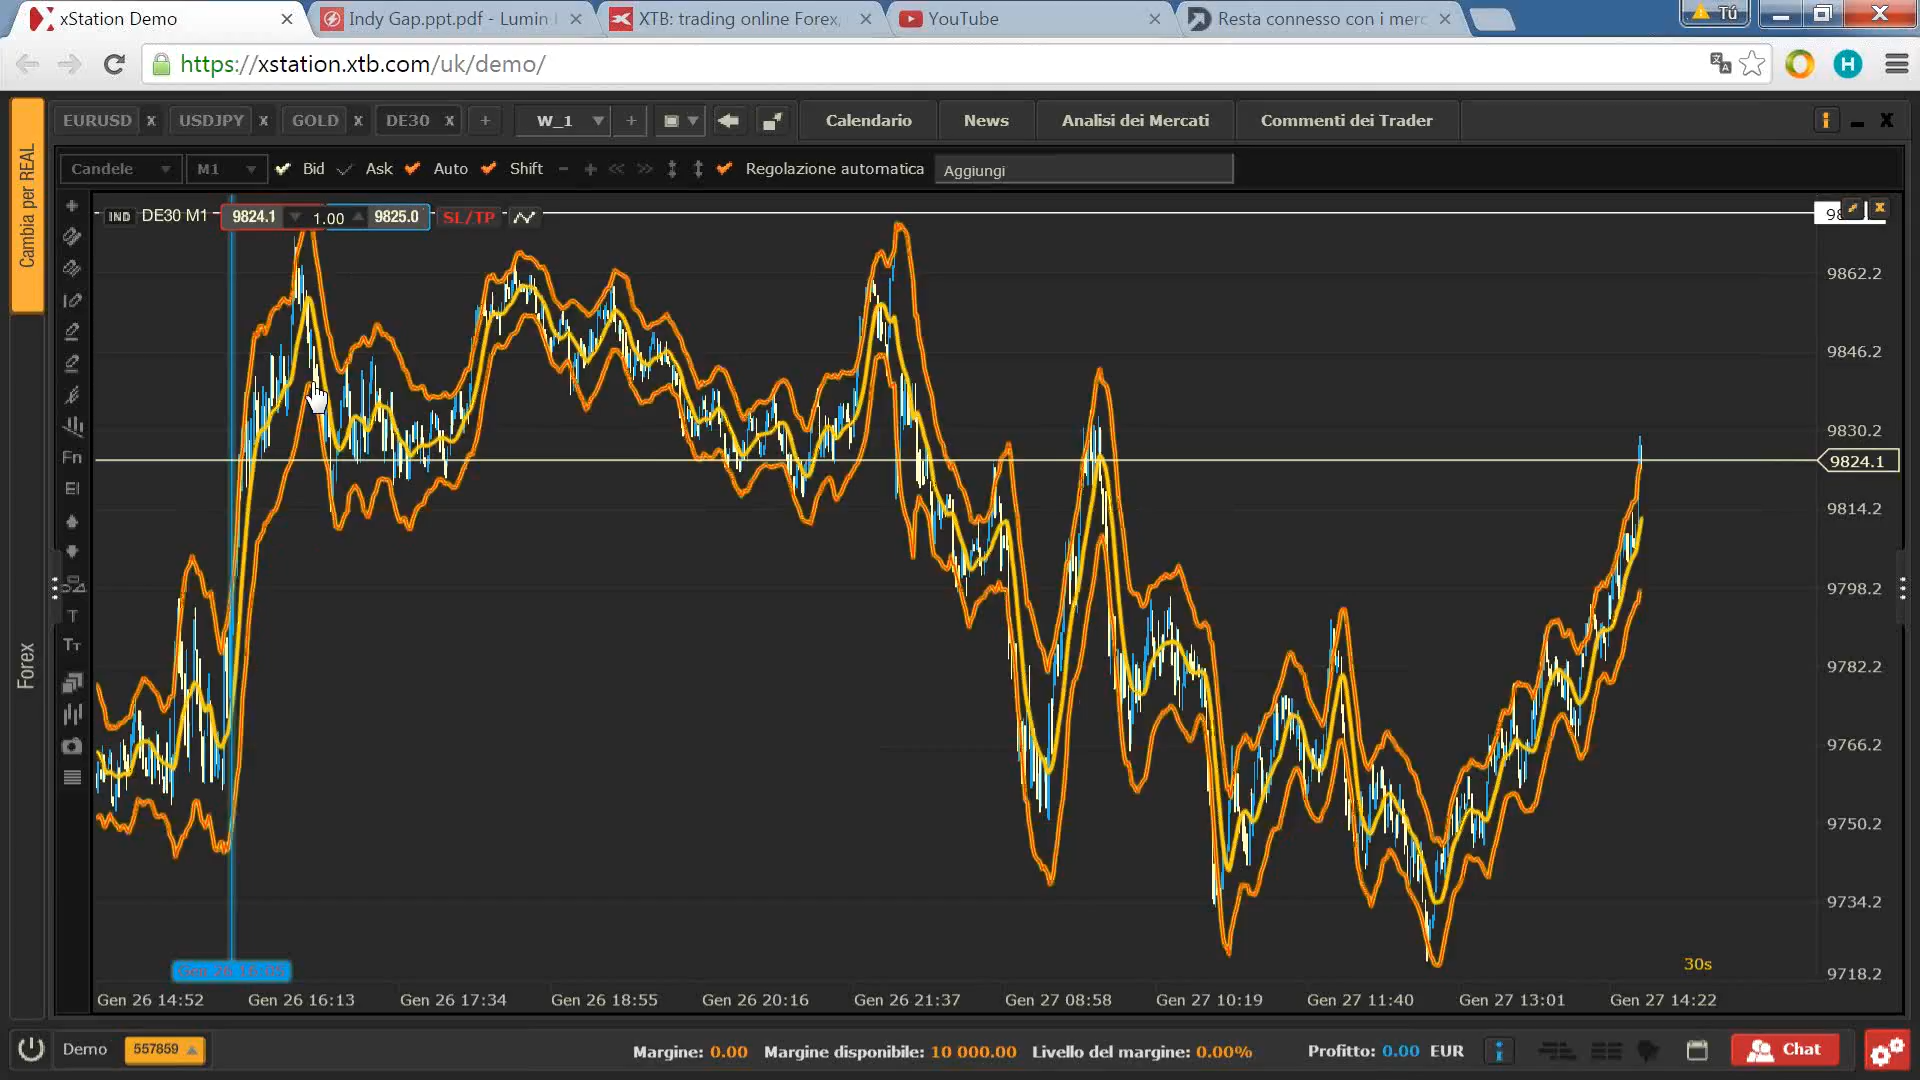 xStation Demo
Indy Gap.ppt.pdf - Lumin
XTB: trading online Forex,
YouTube
Resta connesso con i merc
Tú
https://xstation.xtb.com/uk/demo/
H
EURUSD x USDJPY x GOLD x DE30 x + W_1 + Calendario News Analisi dei Mercati Commenti dei Trader
Candele M1 Bid Ask Auto Shift Regolazione automatica Aggiungi
Cambia per REAL
Forex
IND DE30 M1 9824.1 1.00 9825.0 SL/TP
Fn
EI
T
TT
9862.2
9846.2
9830.2
9824.1
9814.2
9798.2
9782.2
9766.2
9750.2
9734.2
9718.2
30s
Gen 26 14:52 Gen 26 16:13 Gen 26 17:34 Gen 26 18:55 Gen 26 20:16 Gen 26 21:37 Gen 27 08:58 Gen 27 10:19 Gen 27 11:40 Gen 27 13:01 Gen 27 14:22
Demo 557859 Margine: 0.00 Margine disponibile: 10 000.00 Livello del margine: 0.00% Profitto: 0.00 EUR Chat